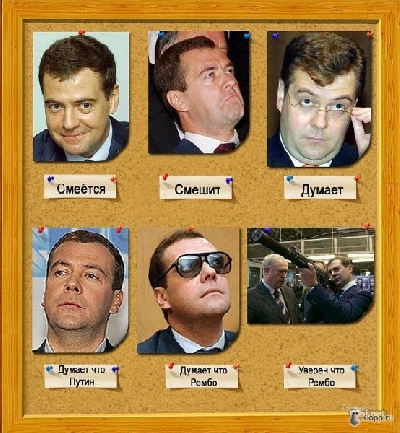 Смеётся
Смешит
Думает
Думает что
Путин
Думает что
Рембо
Уверен что
Рембо